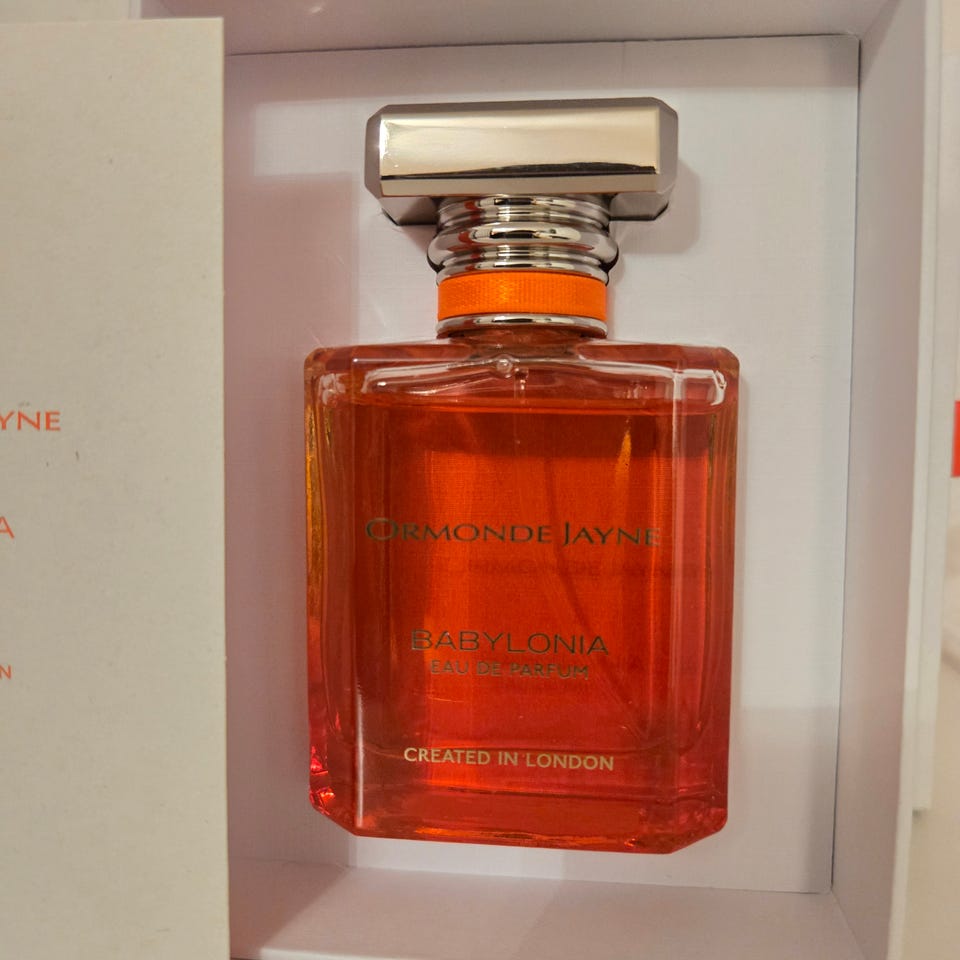 YNE
A
N
ORMONDE JAYNE
BABYLONIA
EAU DE PARFUM
CREATED IN LONDON